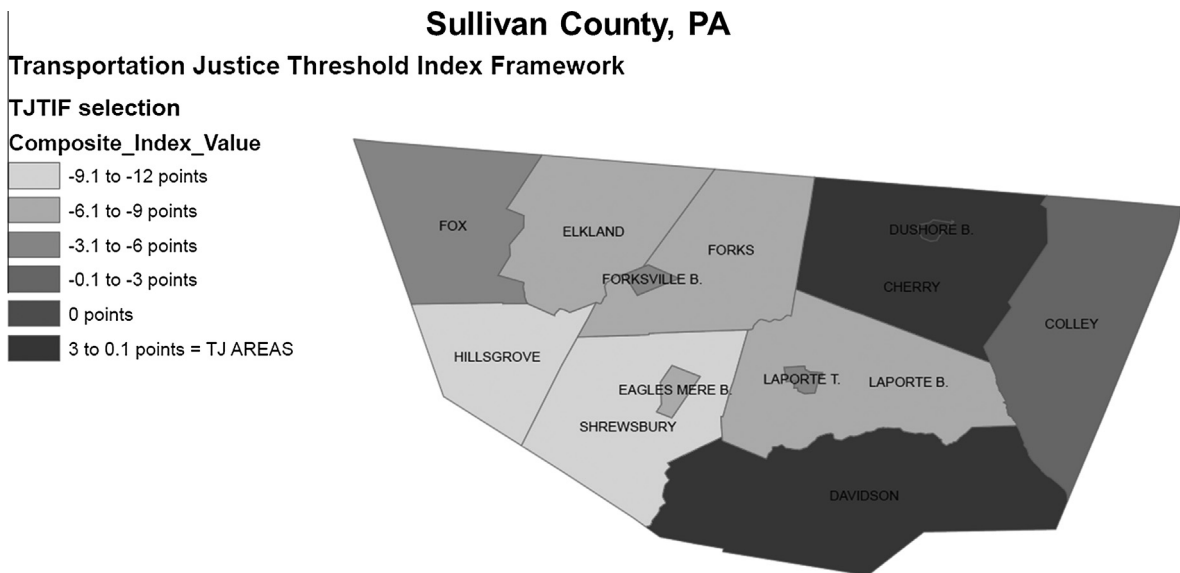 Sullivan County, PA
Transportation Justice Threshold Index Framework
TJTIF selection
Composite_Index_Value
-9.1 to -12 points
-6.1 to -9 points
-3.1 to -6 points
-0.1 to -3 points
0 points
3 to 0.1 points = TJ AREAS
FOX
ELKLAND
FORKS
DUSHORE B.
FORKSVILLE B.
CHERRY
COLLEY
HILLSGROVE
EAGLES MERE B.
LAPORTE T.
LAPORTE B.
SHREWSBURY
DAVIDSON